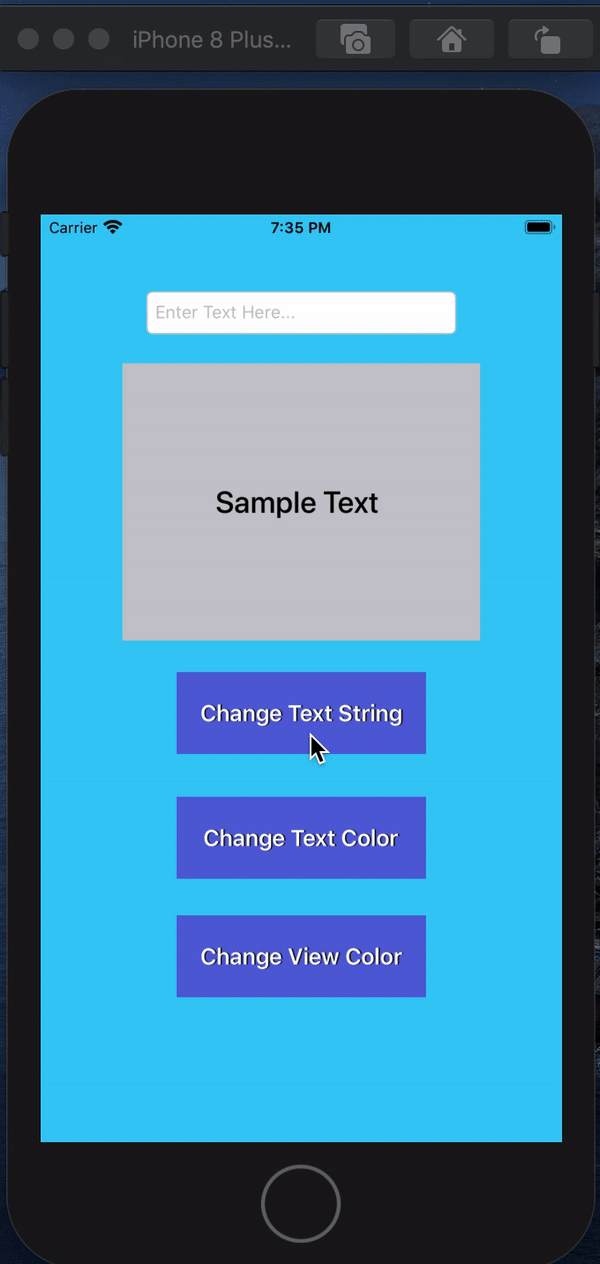 iPhone 8 Plus...
Carrier 7:35 PM
Enter Text Here...
Sample Text
Change Text String
Change Text Color
Change View Color